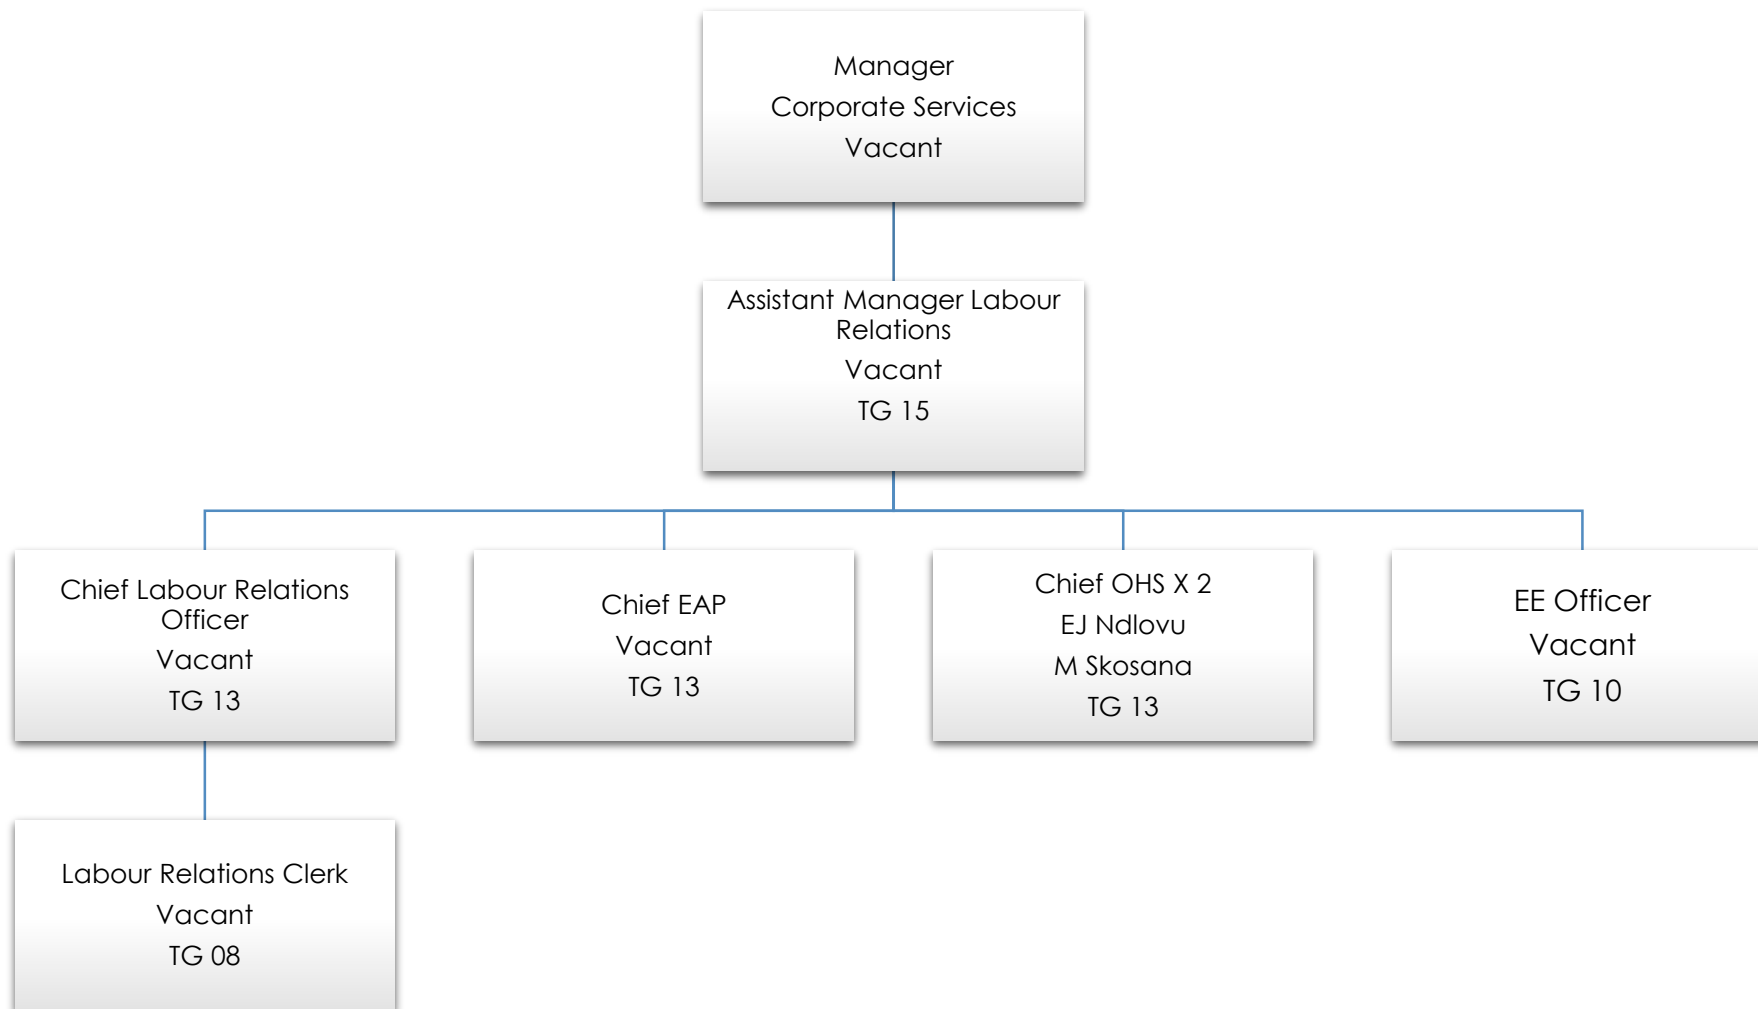 Manager
Corporate Services
Vacant
Assistant Manager Labour
Relations
Vacant
TG 15
Chief Labour Relations
Officer
Vacant
TG 13
Chief EAP
Vacant
TG 13
Chief OHS X 2
EJ Ndlovu
M Skosana
TG 13
EE Officer
Vacant
TG 10
Labour Relations Clerk
Vacant
TG 08